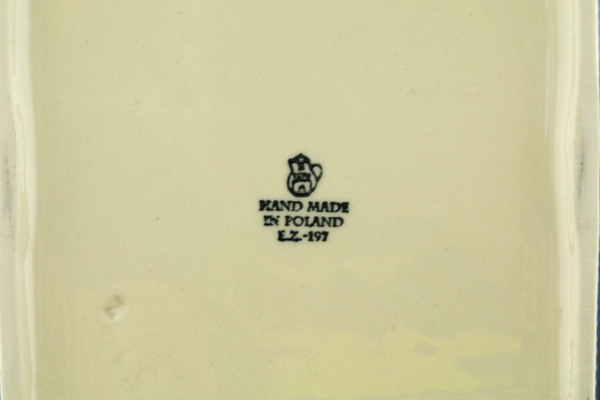 HAND MADE
IN POLAND
E.Z.-197